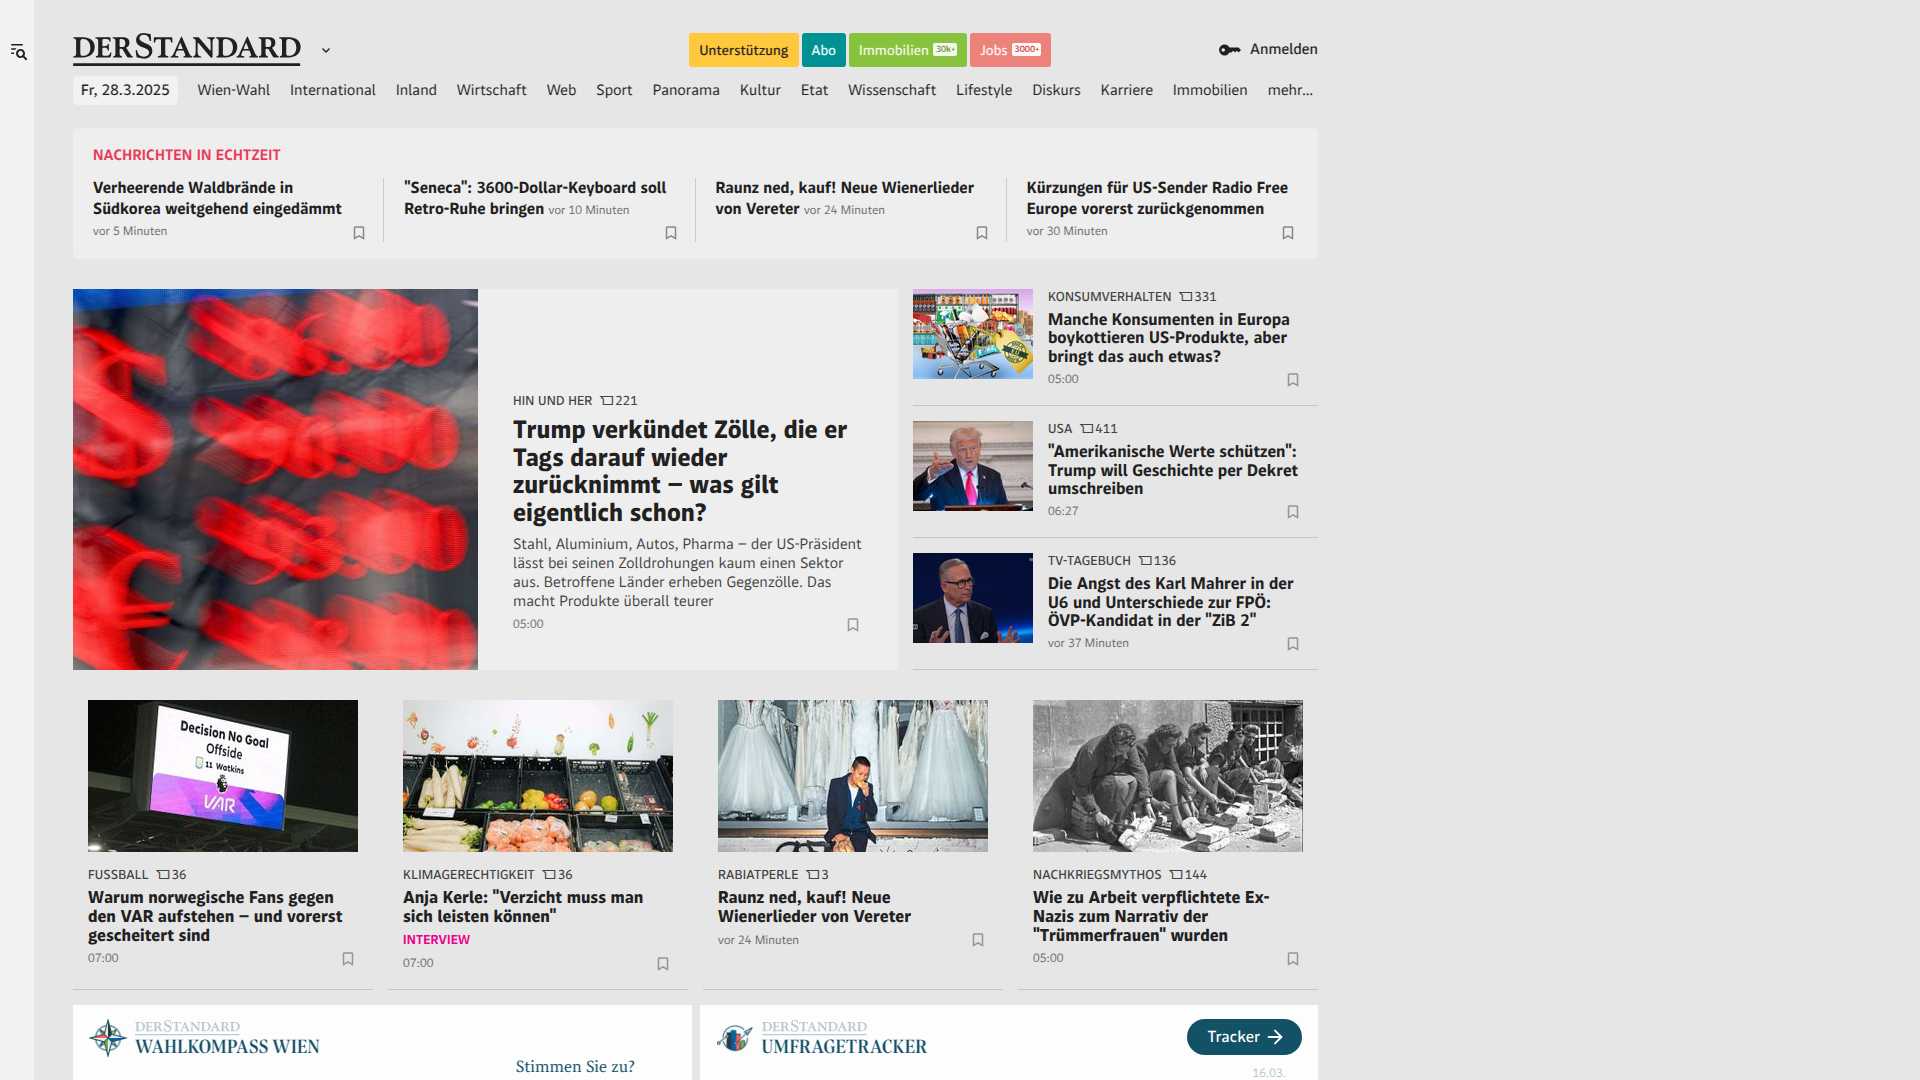 DERSTANDARD
Unterstützung
Abo
Immobilien 30k+
Jobs 3000+
Anmelden
Fr, 28.3.2025
Wien-Wahl
International
Inland
Wirtschaft
Web
Sport
Panorama
Kultur
Etat
Wissenschaft
Lifestyle
Diskurs
Karriere
Immobilien
mehr...
NACHRICHTEN IN ECHTZEIT
Verheerende Waldbrände in
Südkorea weitgehend eingedämmt
vor 5 Minuten
"Seneca": 3600-Dollar-Keyboard soll
Retro-Ruhe bringen vor 10 Minuten
Raunz ned, kauf! Neue Wienerlieder
von Vereter vor 24 Minuten
Kürzungen für US-Sender Radio Free
Europe vorerst zurückgenommen
vor 30 Minuten
HIN UND HER 221
Trump verkündet Zölle, die er
Tags darauf wieder
zurücknimmt – was gilt
eigentlich schon?
Stahl, Aluminium, Autos, Pharma – der US-Präsident
lässt bei seinen Zolldrohungen kaum einen Sektor
aus. Betroffene Länder erheben Gegenzölle. Das
macht Produkte überall teurer
05:00
KONSUMVERHALTEN 331
Manche Konsumenten in Europa
boykottieren US-Produkte, aber
bringt das auch etwas?
05:00
USA 411
"Amerikanische Werte schützen":
Trump will Geschichte per Dekret
umschreiben
06:27
TV-TAGEBUCH 136
Die Angst des Karl Mahrer in der
U6 und Unterschiede zur FPÖ:
ÖVP-Kandidat in der "ZiB 2"
vor 37 Minuten
Decision No Goal
Offside
11 Watkins
VAR
FUSSBALL 36
Warum norwegische Fans gegen
den VAR aufstehen – und vorerst
gescheitert sind
07:00
KLIMAGERECHTIGKEIT 36
Anja Kerle: "Verzicht muss man
sich leisten können"
INTERVIEW
07:00
RABIATPERLE 3
Raunz ned, kauf! Neue
Wienerlieder von Vereter
vor 24 Minuten
NACHKRIEGSMYTHOS 144
Wie zu Arbeit verpflichtete Ex-
Nazis zum Narrativ der
"Trümmerfrauen" wurden
05:00
DERSTANDARD
WAHLKOMPASS WIEN
Stimmen Sie zu?
DERSTANDARD
UMFRAGETRACKER
Tracker
16.03.